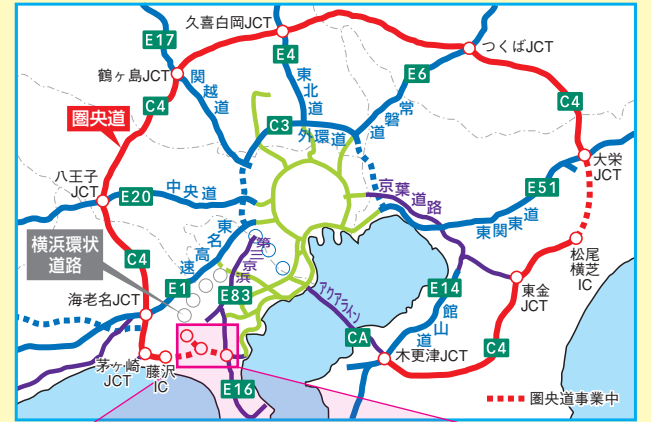 久喜白岡JCT
E17
E4
つくばJCT
鶴ヶ島JCT
関越道
東北道
E6
C4
C3
外環道
常磐道
C4
圏央道
大栄
JCT
八王子
JCT
E20
中央道
京葉道路
E51
東関東道
横浜環状
道路
C4
東名高速
第三京浜
アクアライン
松尾
横芝
IC
海老名JCT
E1
E83
E14
館山道
東金
JCT
CA
木更津JCT
C4
茅ヶ崎
JCT
藤沢
IC
E16
圏央道事業中